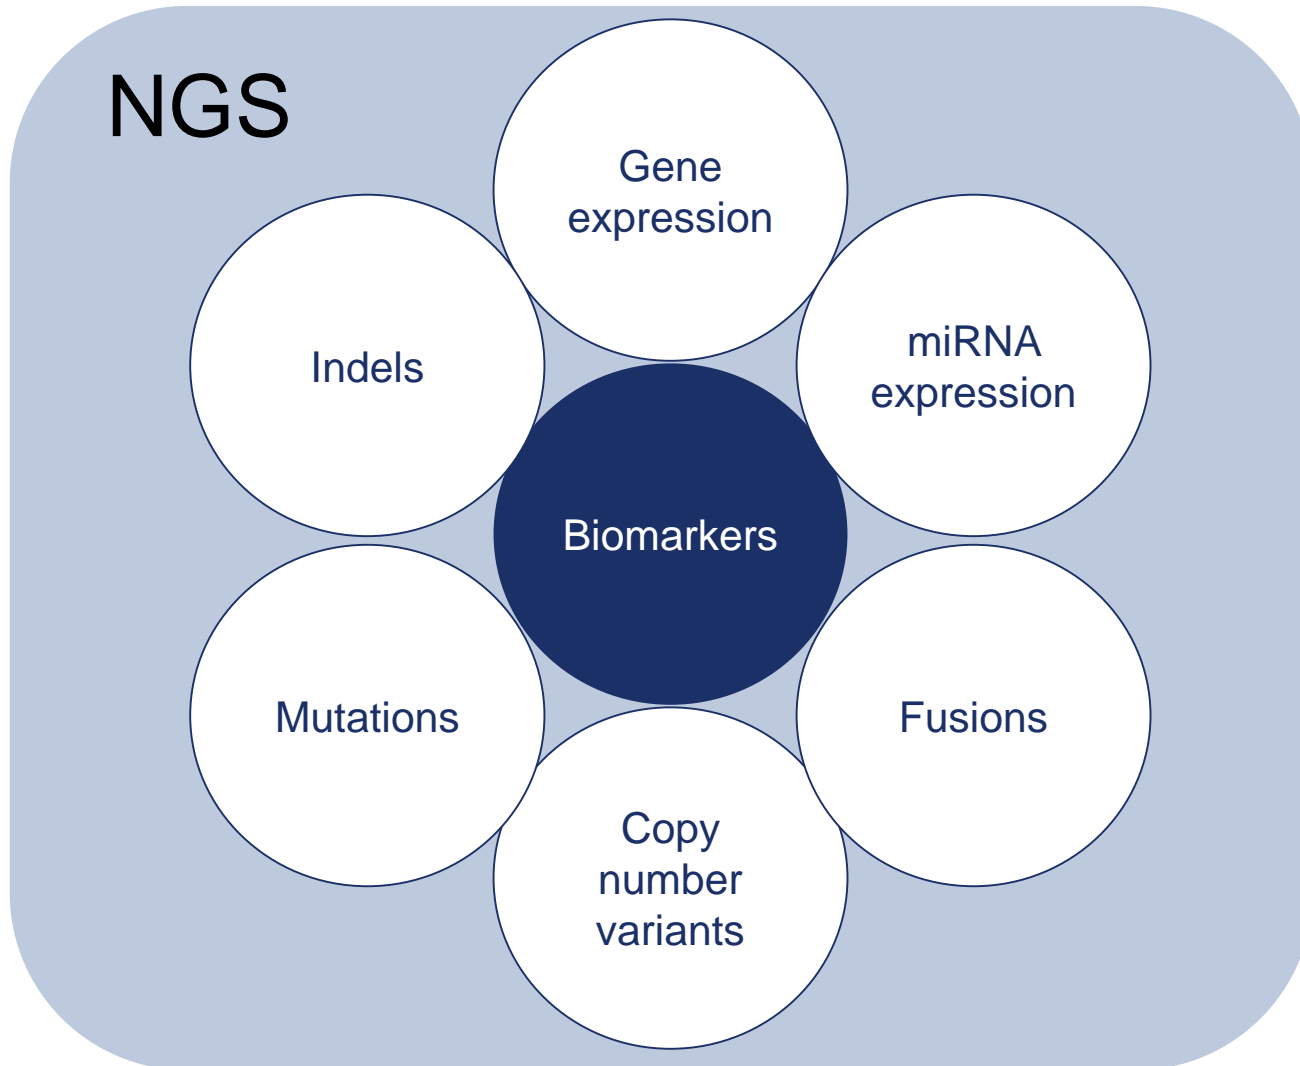 NGS
Gene
expression
miRNA
expression
Indels
Biomarkers
Mutations
Fusions
Copy
number
variants